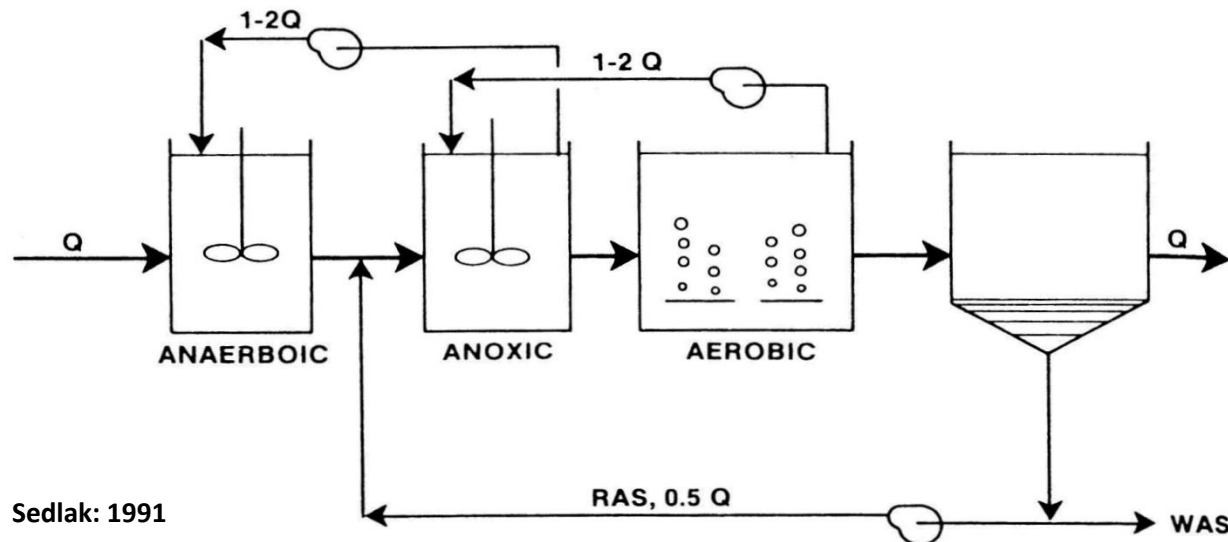 1-2Q
1-2 Q
Q
Q
ANAERBOIC
ANOXIC
AEROBIC
RAS, 0.5 Q
WAS
Sedlak: 1991